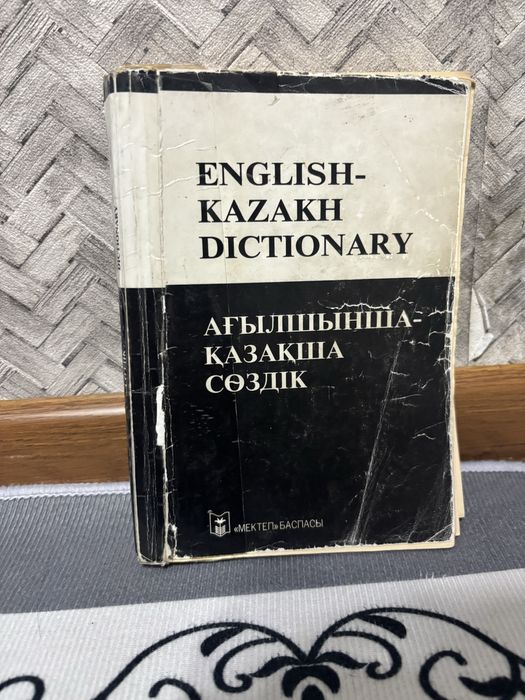 ENGLISH-
KAZAKH
DICTIONARY
АҒЫЛШЫНША-
ҚАЗАҚША
СӨЗДІК
«МЕКТЕП» БАСПАСЫ